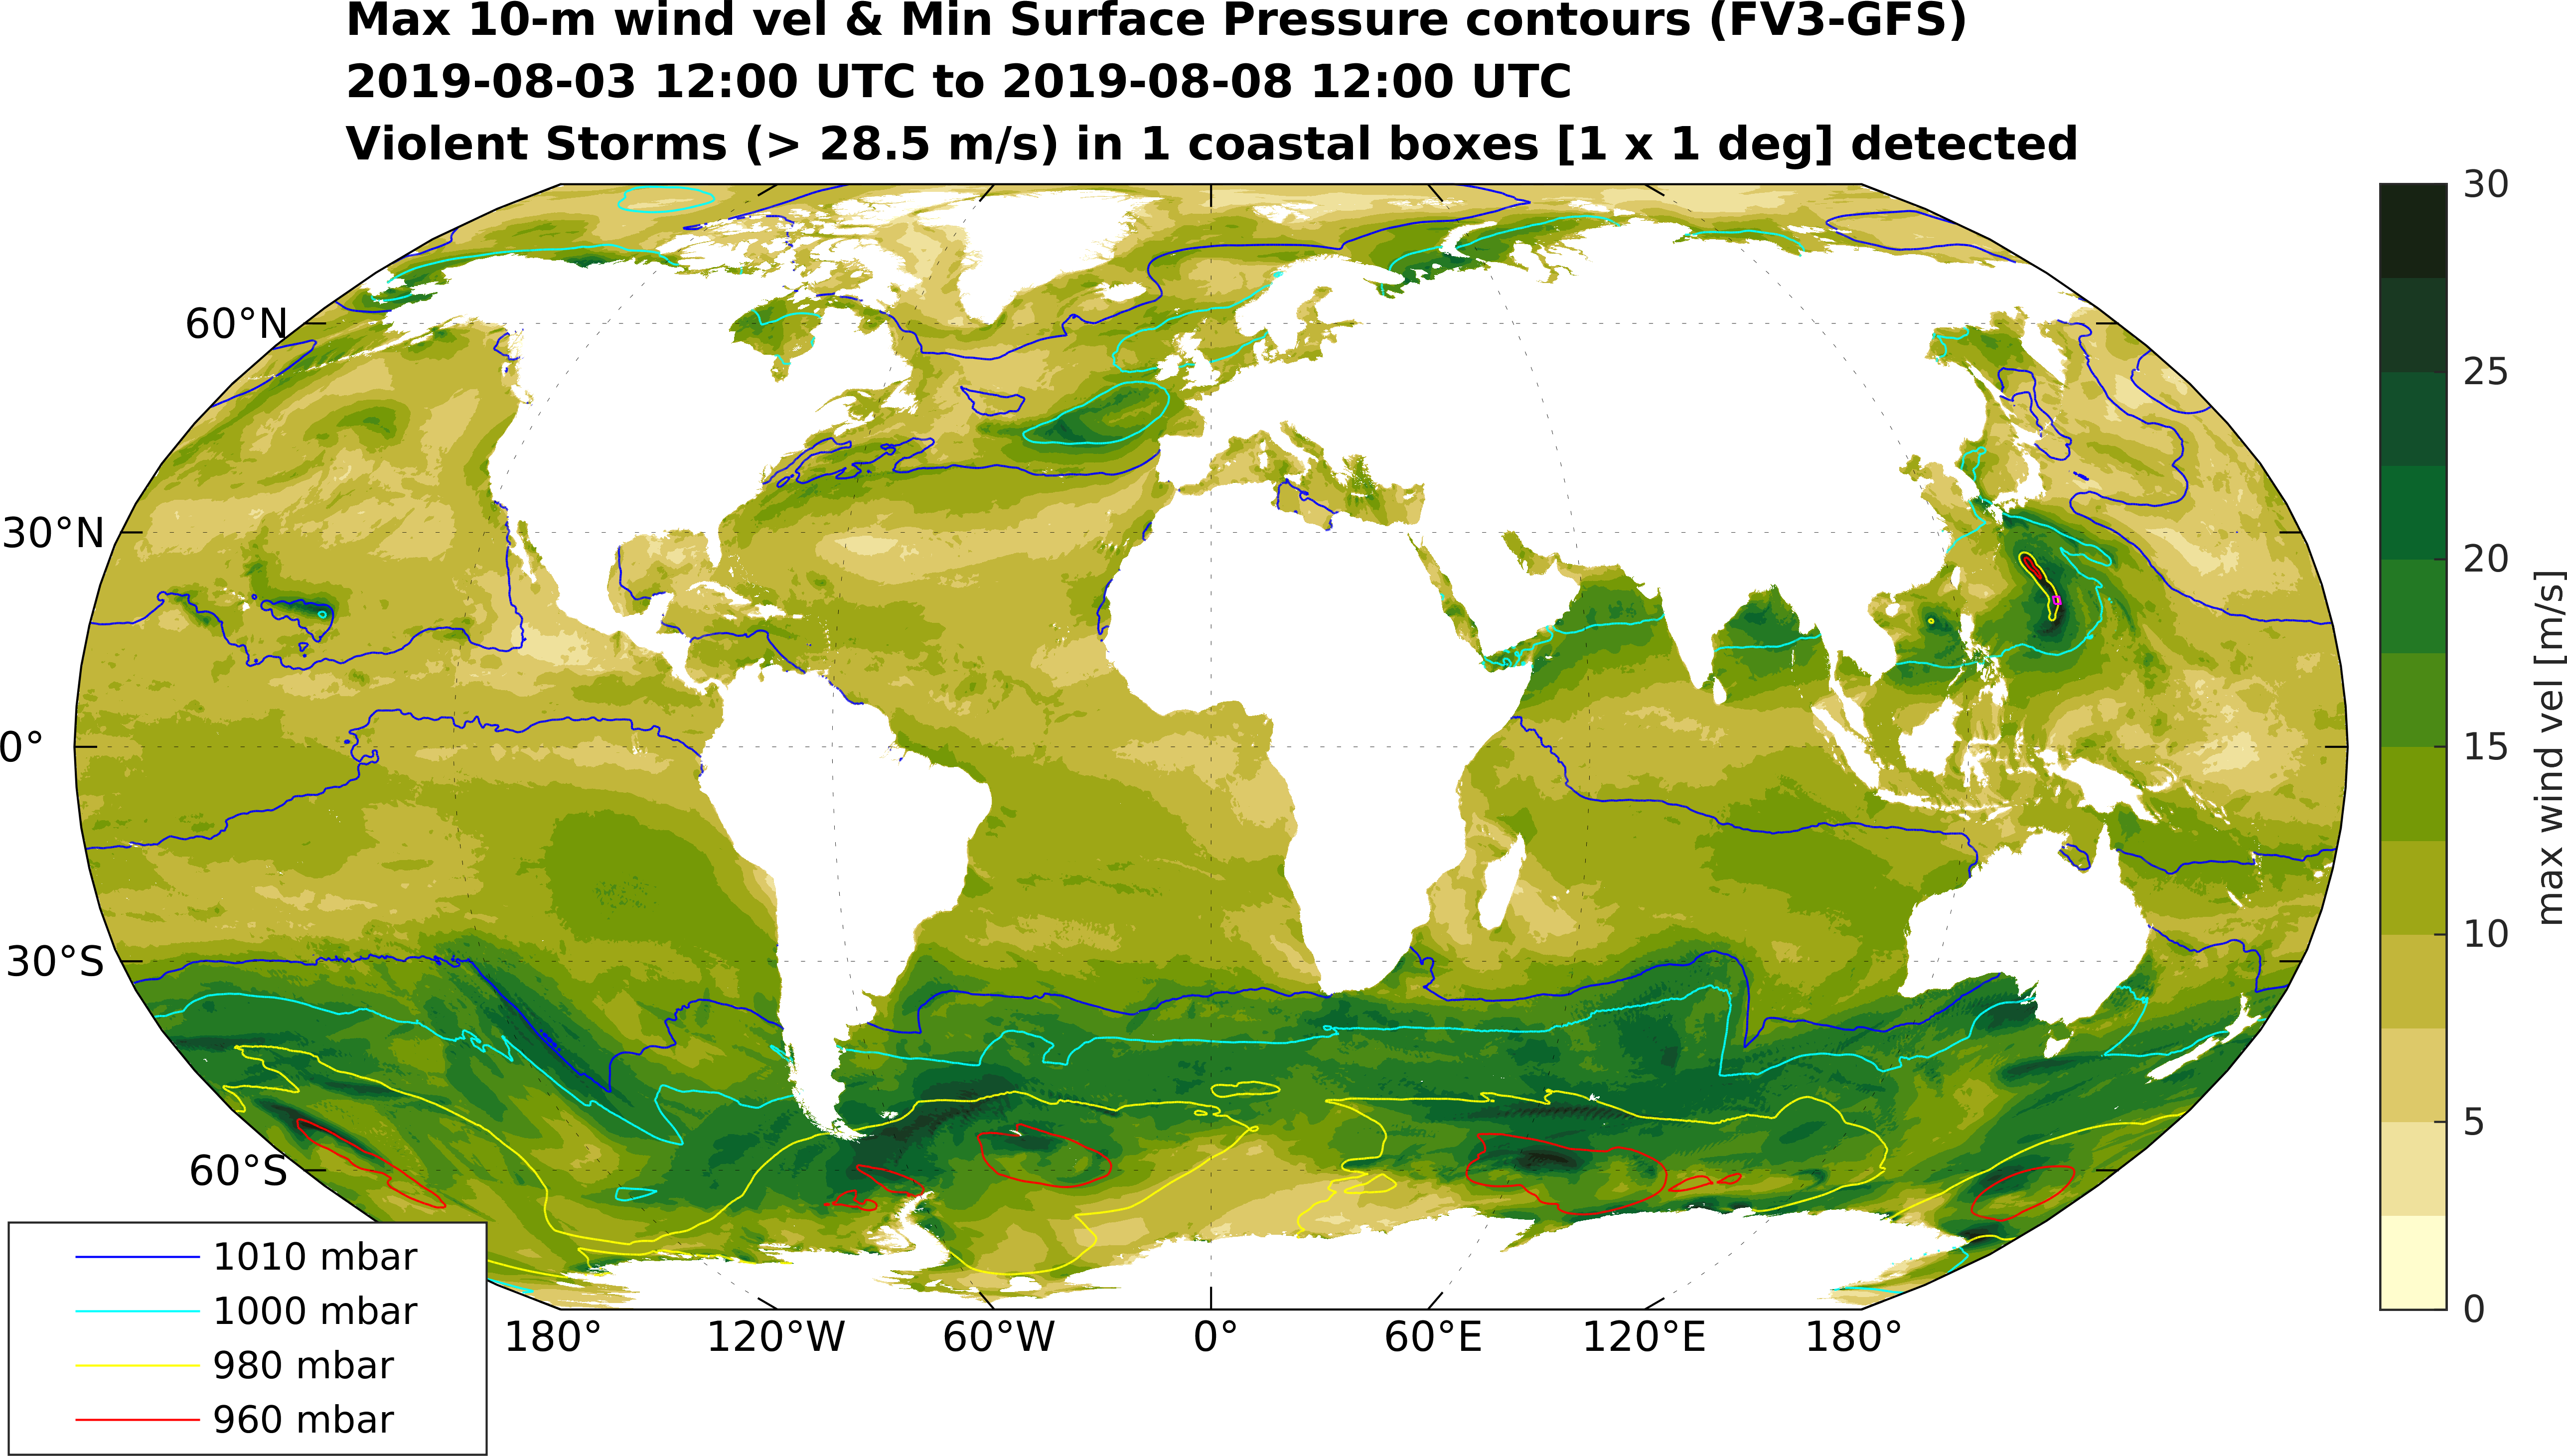 Max 10-m wind vel & Min Surface Pressure contours (FV3-GFS)
2019-08-03 12:00 UTC to 2019-08-08 12:00 UTC
Violent Storms (> 28.5 m/s) in 1 coastal boxes [1 x 1 deg] detected
60°N
30°N
0°
30°S
60°S
180°
120°W
60°W
0°
60°E
120°E
180°
1010 mbar
1000 mbar
980 mbar
960 mbar
30
25
20
15
10
5
0
max wind vel [m/s]